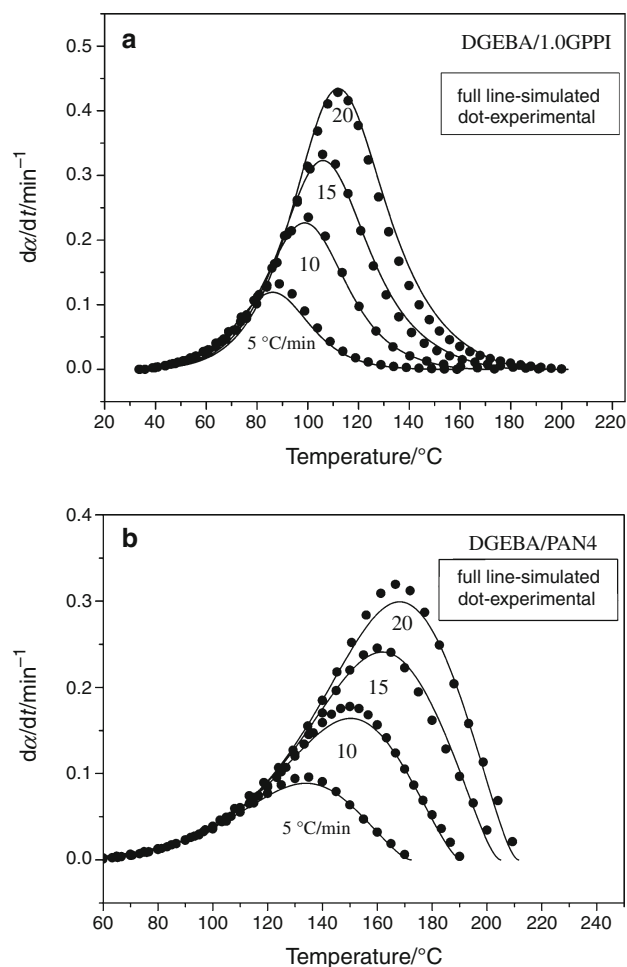 a
DGEBA/1.0GPPI
full line-simulated
dot-experimental
dα/dt/min⁻¹
0.5
0.4
0.3
0.2
0.1
0.0
20
15
10
5 °C/min
20 40 60 80 100 120 140 160 180 200 220
Temperature/°C
b
DGEBA/PAN4
full line-simulated
dot-experimental
dα/dt/min⁻¹
0.4
0.3
0.2
0.1
0.0
20
15
10
5 °C/min
60 80 100 120 140 160 180 200 220 240
Temperature/°C